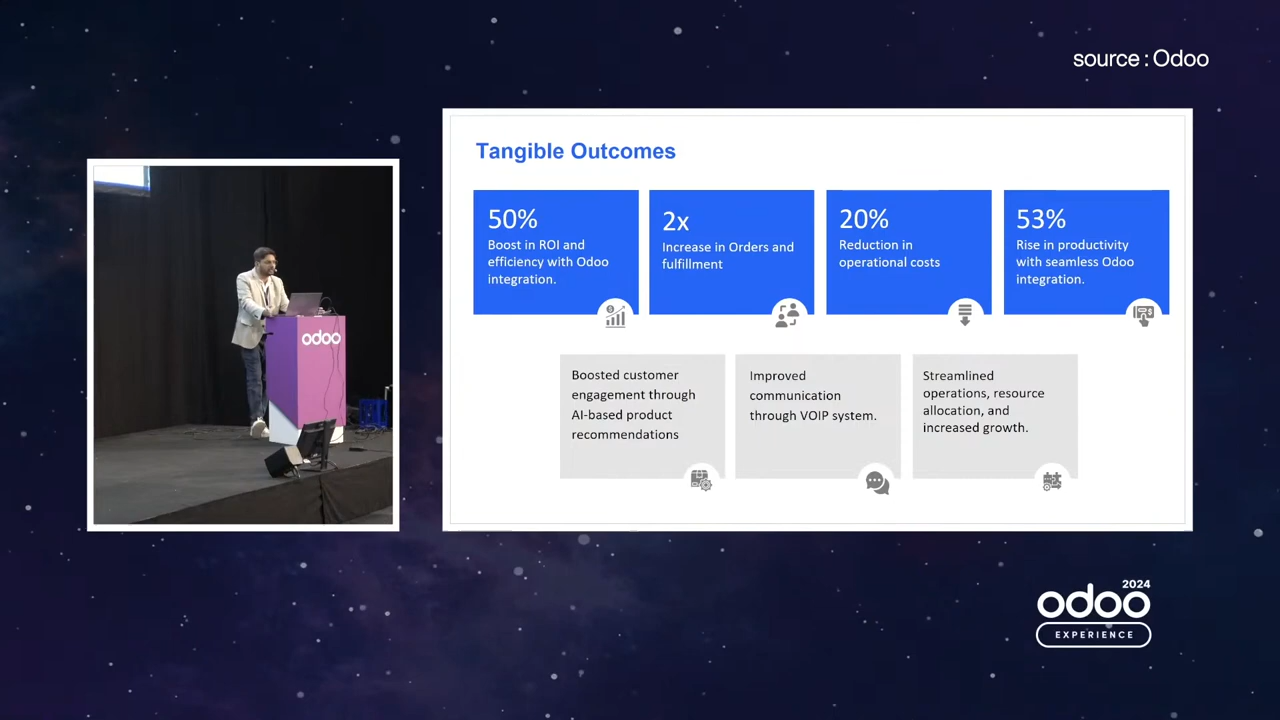 source : Odoo
Tangible Outcomes
50%
Boost in ROI and
efficiency with Odoo
integration.
2x
Increase in Orders and
fulfillment
20%
Reduction in
operational costs
53%
Rise in productivity
with seamless Odoo
integration.
Boosted customer
engagement through
AI-based product
recommendations
Improved
communication
through VOIP system.
Streamlined
operations, resource
allocation, and
increased growth.
odoo
2024
odoo
EXPERIENCE